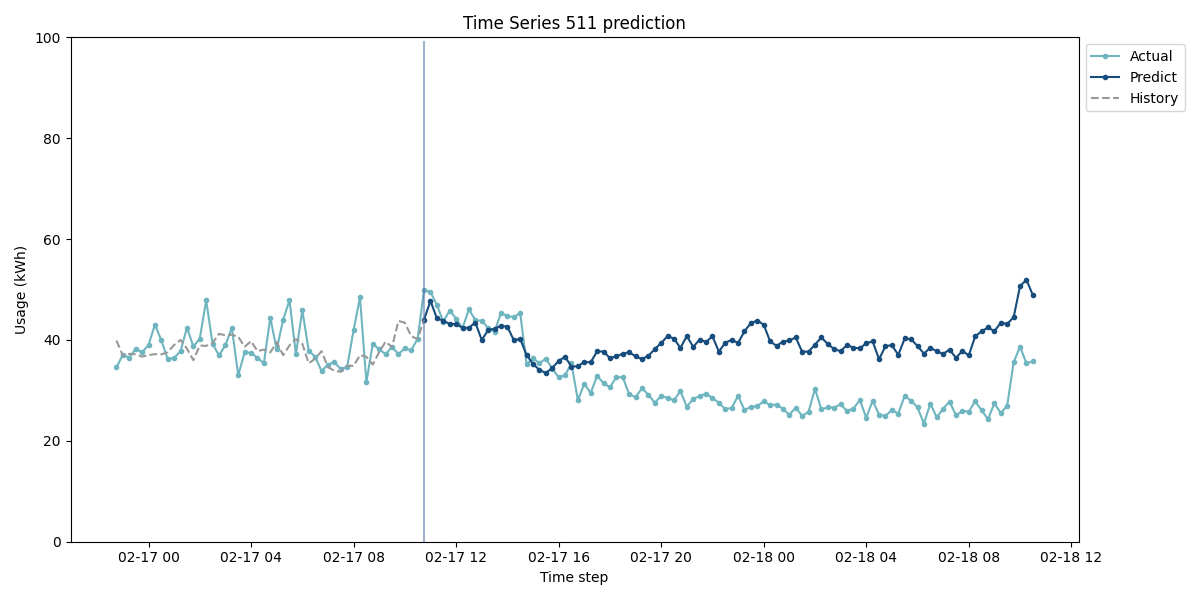 Time Series 511 prediction
Usage (kWh)
100
80
60
40
20
0
02-17 00
02-17 04
02-17 08
02-17 12
02-17 16
02-17 20
02-18 00
02-18 04
02-18 08
02-18 12
Time step
Actual
Predict
History